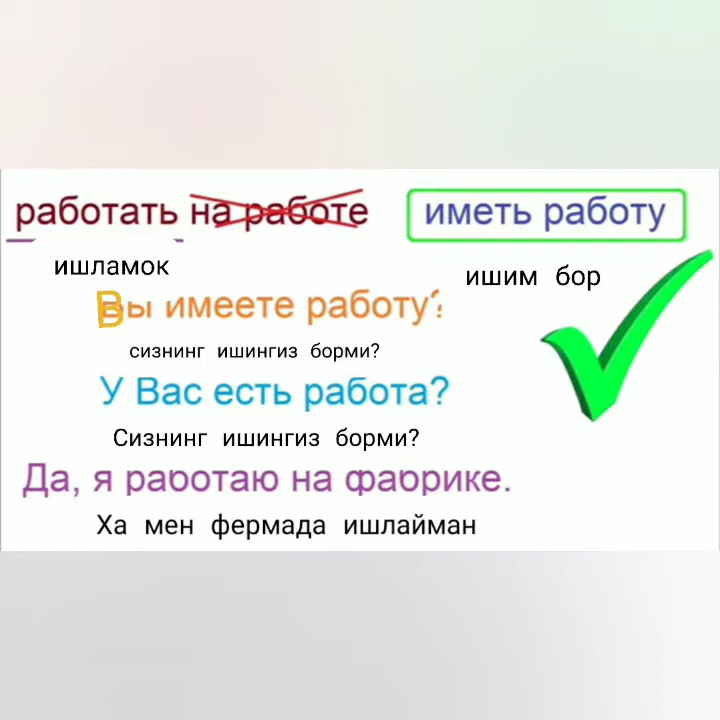 работать на работе
иметь работу
ишламок
ишим бор
Вы имеете работу?
сизнинг ишингиз борми?
У Вас есть работа?
Сизнинг ишингиз борми?
Да, я работаю на фабрике.
Ха мен фермада ишлайман